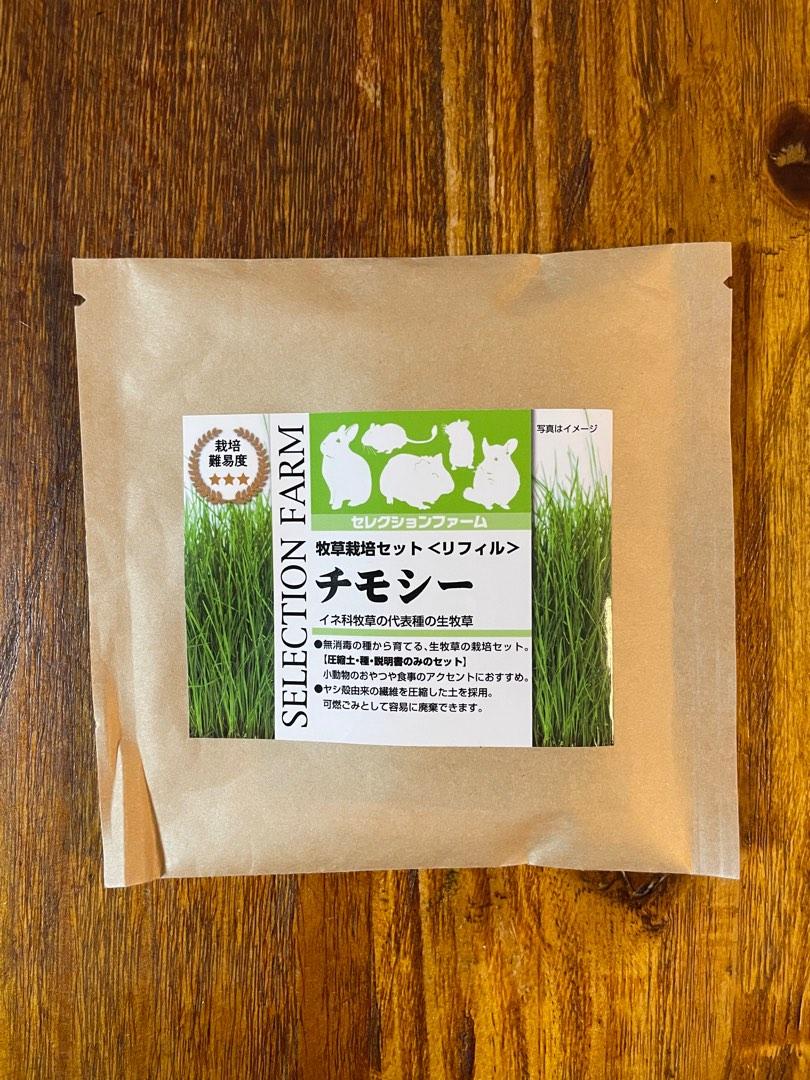 栽培
難易度
★★★
SELECTION FARM
セレクションファーム
写真はイメージ
牧草栽培セット<リフィル>
チモシー
イネ科牧草の代表種の生牧草
●無消毒の種から育てる、生牧草の栽培セット。
【圧縮土・種・説明書のみのセット】
小動物のおやつや食事のアクセントにおすすめ。
●ヤシ殻由来の繊維を圧縮した土を採用。
可燃ごみとして容易に廃棄できます。